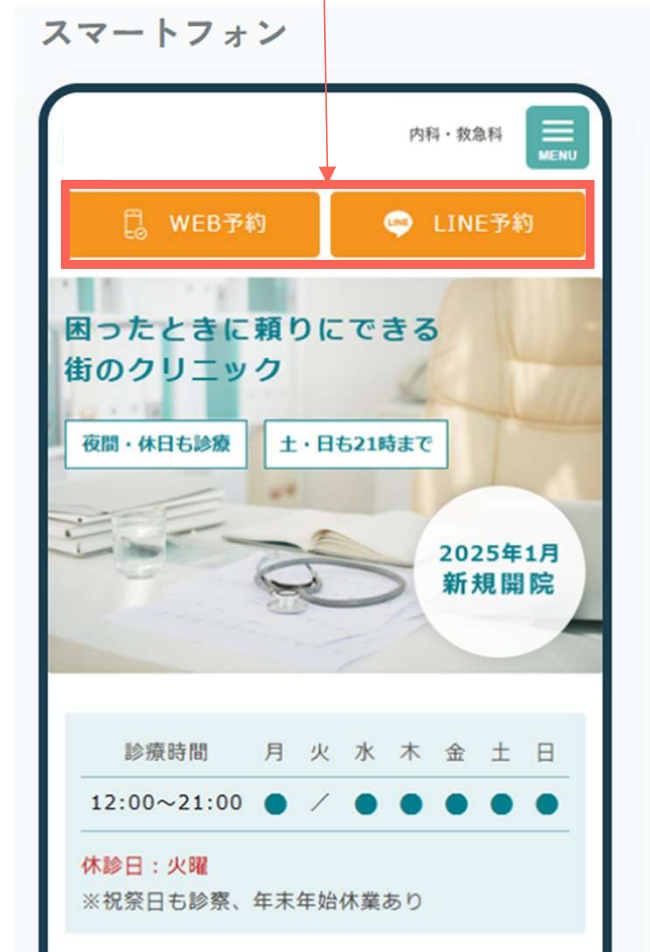 スマートフォン
内科・救急科
MENU
WEB予約
LINE LINE予約
困ったときに頼りにできる
街のクリニック
夜間・休日も診療 土・日も21時まで
2025年1月
新規開院
診療時間 月 火 水 木 金 土 日
12:00～21:00 ● ／ ● ● ● ● ●
休診日：火曜
※祝祭日も診察、年末年始休業あり